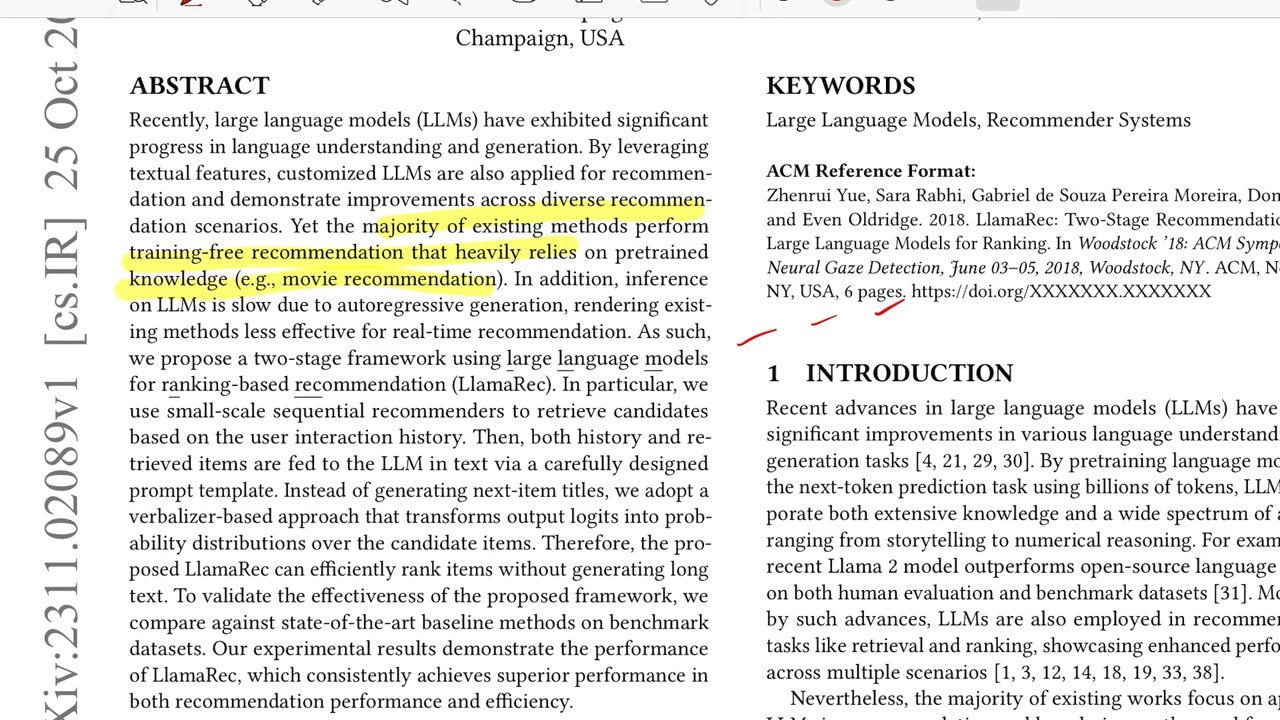 Champaign, USA
ABSTRACT
Recently, large language models (LLMs) have exhibited significant
progress in language understanding and generation. By leveraging
textual features, customized LLMs are also applied for recommen-
dation and demonstrate improvements across diverse recommen-
dation scenarios. Yet the majority of existing methods perform
training-free recommendation that heavily relies on pretrained
knowledge (e.g., movie recommendation). In addition, inference
on LLMs is slow due to autoregressive generation, rendering exist-
ing methods less effective for real-time recommendation. As such,
we propose a two-stage framework using large language models
for ranking-based recommendation (LlamaRec). In particular, we
use small-scale sequential recommenders to retrieve candidates
based on the user interaction history. Then, both history and re-
trieved items are fed to the LLM in text via a carefully designed
prompt template. Instead of generating next-item titles, we adopt a
verbalizer-based approach that transforms output logits into prob-
ability distributions over the candidate items. Therefore, the pro-
posed LlamaRec can efficiently rank items without generating long
text. To validate the effectiveness of the proposed framework, we
compare against state-of-the-art baseline methods on benchmark
datasets. Our experimental results demonstrate the performance
of LlamaRec, which consistently achieves superior performance in
both recommendation performance and efficiency.
KEYWORDS
Large Language Models, Recommender Systems
ACM Reference Format:
Zhenrui Yue, Sara Rabhi, Gabriel de Souza Pereira Moreira, Don
and Even Oldridge. 2018. LlamaRec: Two-Stage Recommendatio
Large Language Models for Ranking. In Woodstock '18: ACM Sympo
Neural Gaze Detection, June 03–05, 2018, Woodstock, NY. ACM, Ne
NY, USA, 6 pages. https://doi.org/XXXXXXX.XXXXXXX
1 INTRODUCTION
Recent advances in large language models (LLMs) have
significant improvements in various language understandi
generation tasks [4, 21, 29, 30]. By pretraining language mo
the next-token prediction task using billions of tokens, LLM
porate both extensive knowledge and a wide spectrum of a
ranging from storytelling to numerical reasoning. For exam
recent Llama 2 model outperforms open-source language
on both human evaluation and benchmark datasets [31]. Mo
by such advances, LLMs are also employed in recommen
tasks like retrieval and ranking, showcasing enhanced perfo
across multiple scenarios [1, 3, 12, 14, 18, 19, 33, 38].
Nevertheless, the majority of existing works focus on ap
Xiv:2311.02089v1 [cs.IR] 25 Oct 20